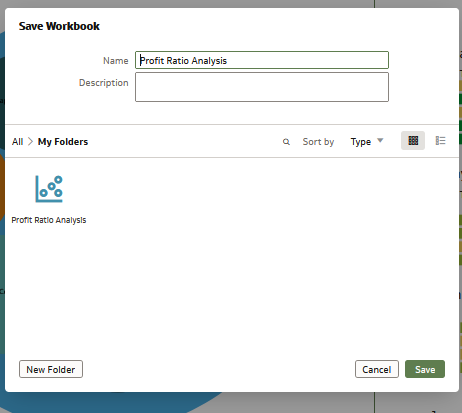 Save Workbook
Name Profit Ratio Analysis
Description
All > My Folders Sort by Type
Profit Ratio Analysis
New Folder Cancel Save